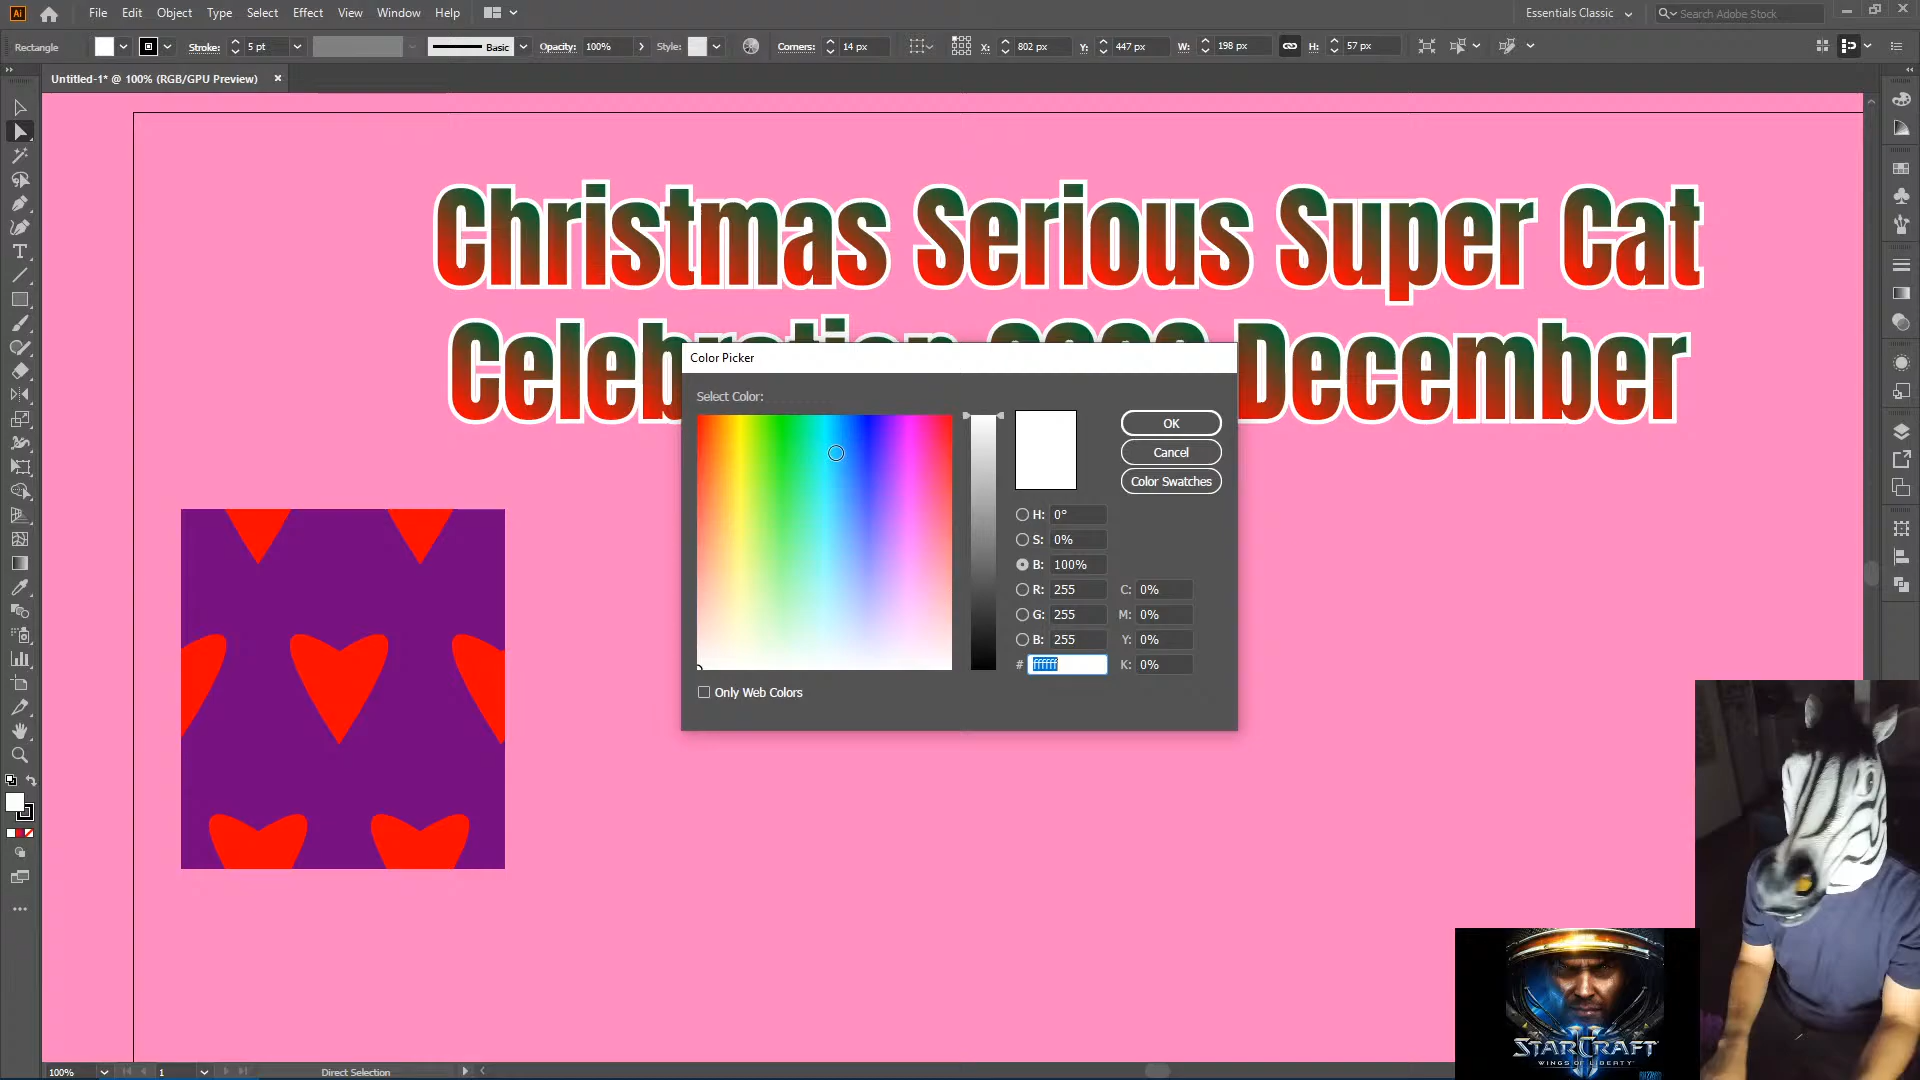 Ai File Edit Object Type Select Effect View Window Help Essentials Classic Search Adobe Stock
Rectangle Stroke: 5 pt Basic Opacity: 100% Style: Corners: 14 px X: 802 px Y: 447 px W: 198 px H: 57 px
Untitled-1* @ 100% (RGB/GPU Preview)
Christmas Serious Super Cat
December
Color Picker
Select Color:
OK
Cancel
Color Swatches
H: 0°
S: 0%
B: 100%
R: 255 C: 0%
G: 255 M: 0%
B: 255 Y: 0%
# ffffff K: 0%
Only Web Colors
STARCRAFT
II
WINGS OF LIBERTY
100% 1 Direct Selection